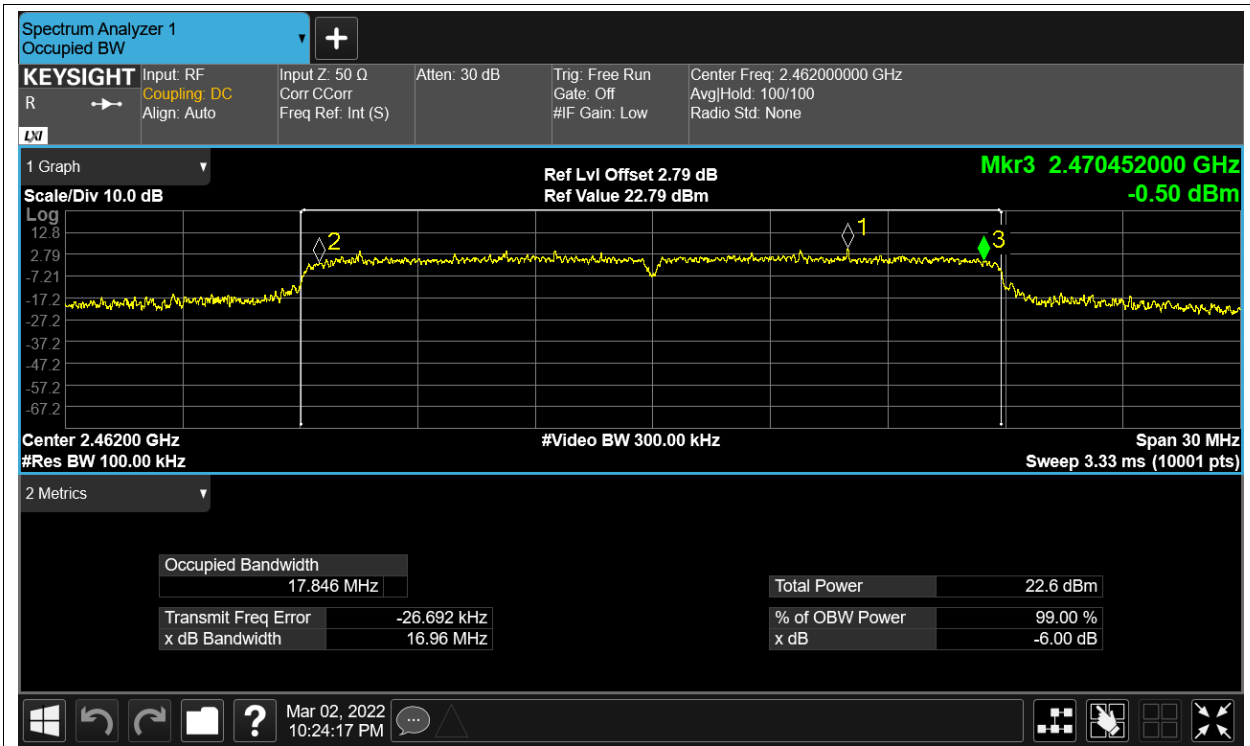 Spectrum Analyzer 1
Occupied BW
KEYSIGHT
R
LXI
Input: RF
Coupling: DC
Align: Auto
Input Z: 50 Ω
Corr CCorr
Freq Ref: Int (S)
Atten: 30 dB
Trig: Free Run
Gate: Off
#IF Gain: Low
Center Freq: 2.462000000 GHz
Avg|Hold: 100/100
Radio Std: None
1 Graph
Scale/Div 10.0 dB
Ref Lvl Offset 2.79 dB
Ref Value 22.79 dBm
Mkr3 2.470452000 GHz
-0.50 dBm
Log
12.8
2.79
-7.21
-17.2
-27.2
-37.2
-47.2
-57.2
-67.2
2
1
3
Center 2.46200 GHz
#Video BW 300.00 kHz
Span 30 MHz
#Res BW 100.00 kHz
Sweep 3.33 ms (10001 pts)
2 Metrics
Occupied Bandwidth
17.846 MHz
Total Power 22.6 dBm
Transmit Freq Error -26.692 kHz
% of OBW Power 99.00 %
x dB Bandwidth 16.96 MHz
x dB -6.00 dB
?
Mar 02, 2022
10:24:17 PM